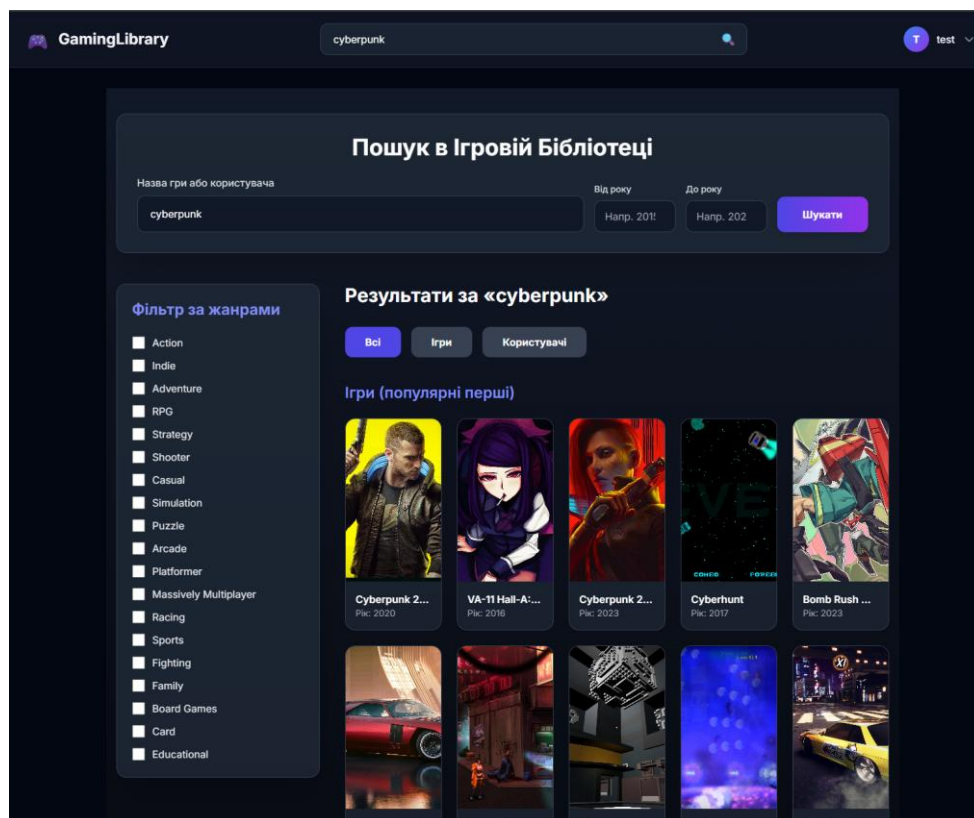 GamingLibrary
cyberpunk
T
test
Пошук в Ігровій Бібліотеці
Назва гри або користувача
Від року
До року
cyberpunk
Напр. 201
Напр. 202
Шукати
Фільтр за жанрами
Action
Indie
Adventure
RPG
Strategy
Shooter
Casual
Simulation
Puzzle
Arcade
Platformer
Massively Multiplayer
Racing
Sports
Fighting
Family
Board Games
Card
Educational
Результати за «cyberpunk»
Всі
Ігри
Користувачі
Ігри (популярні перші)
Cyberpunk 2...
Рік: 2020
VA-11 Hall-A:...
Рік: 2016
Cyberpunk 2...
Рік: 2023
Cyberhunt
Рік: 2017
Bomb Rush ...
Рік: 2023